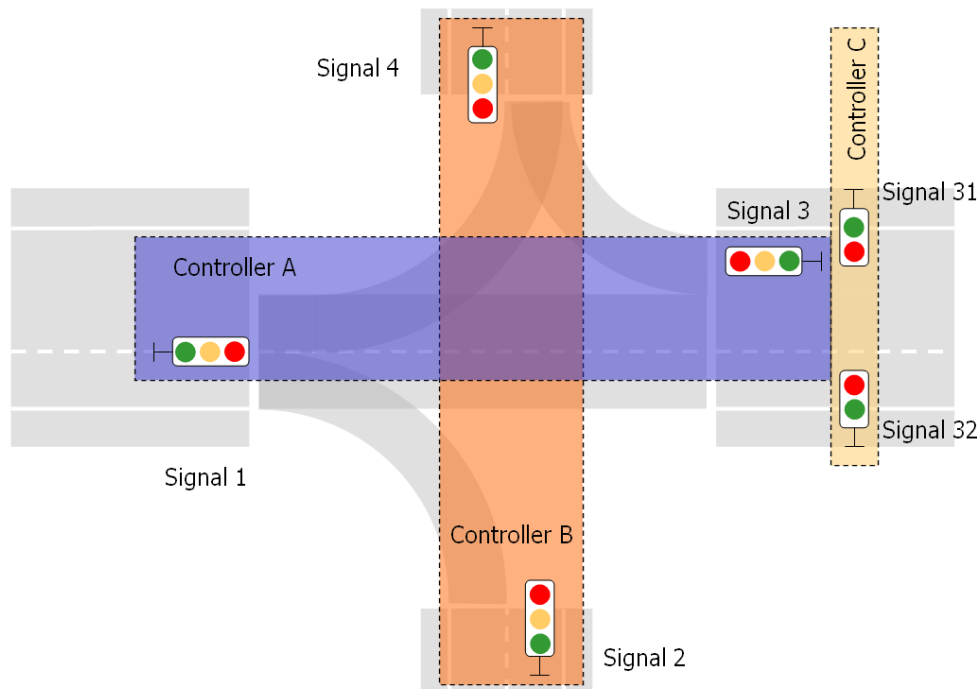 Signal 4
Controller C
Signal 31
Signal 3
Controller A
Signal 32
Signal 1
Controller B
Signal 2